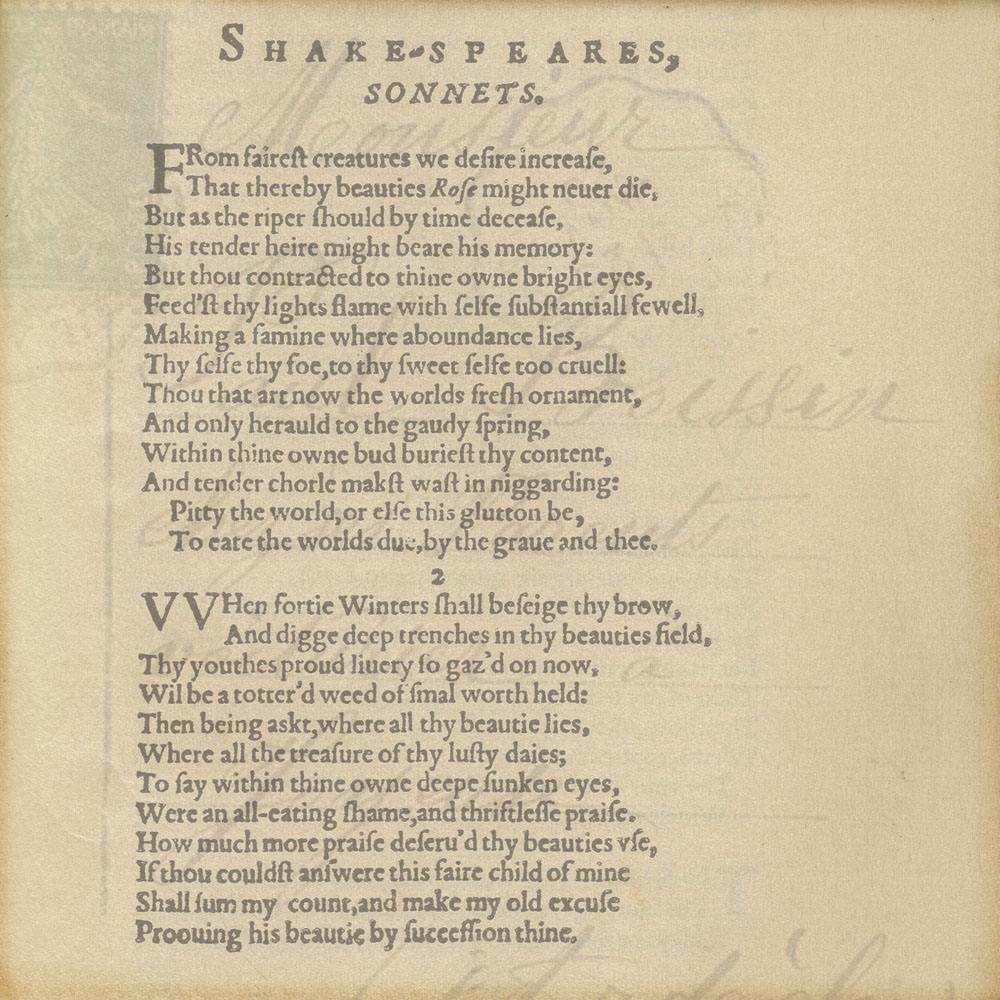 SHAKE-SPEARES,
SONNETS.
FRom faireſt creatures we deſire increaſe,
That thereby beauties Roſe might neuer die,
But as the riper ſhould by time deceaſe,
His tender heire might beare his memory:
But thou contracted to thine owne bright eyes,
Feed'ſt thy lights flame with ſelfe ſubſtantiall fewell,
Making a famine where aboundance lies,
Thy ſelfe thy foe,to thy ſweet ſelfe too cruell:
Thou that art now the worlds freſh ornament,
And only herauld to the gaudy ſpring,
Within thine owne bud burieſt thy content,
And tender chorle makſt waſt in niggarding:
Pitty the world,or elſe this glutton be,
To eate the worlds due,by the graue and thee.
2
VVHen fortie Winters ſhall beſeige thy brow,
And digge deep trenches in thy beauties field,
Thy youthes proud liuery ſo gaz'd on now,
Wil be a totter'd weed of ſmal worth held:
Then being askt,where all thy beautie lies,
Where all the treaſure of thy luſty daies;
To ſay within thine owne deepe ſunken eyes,
Were an all-eating ſhame,and thriftleſſe praiſe.
How much more praiſe deſeru'd thy beauties vſe,
If thou couldſt anſwere this faire child of mine
Shall ſum my count,and make my old excuſe
Proouing his beautie by ſucceſſion thine.
Monsieur